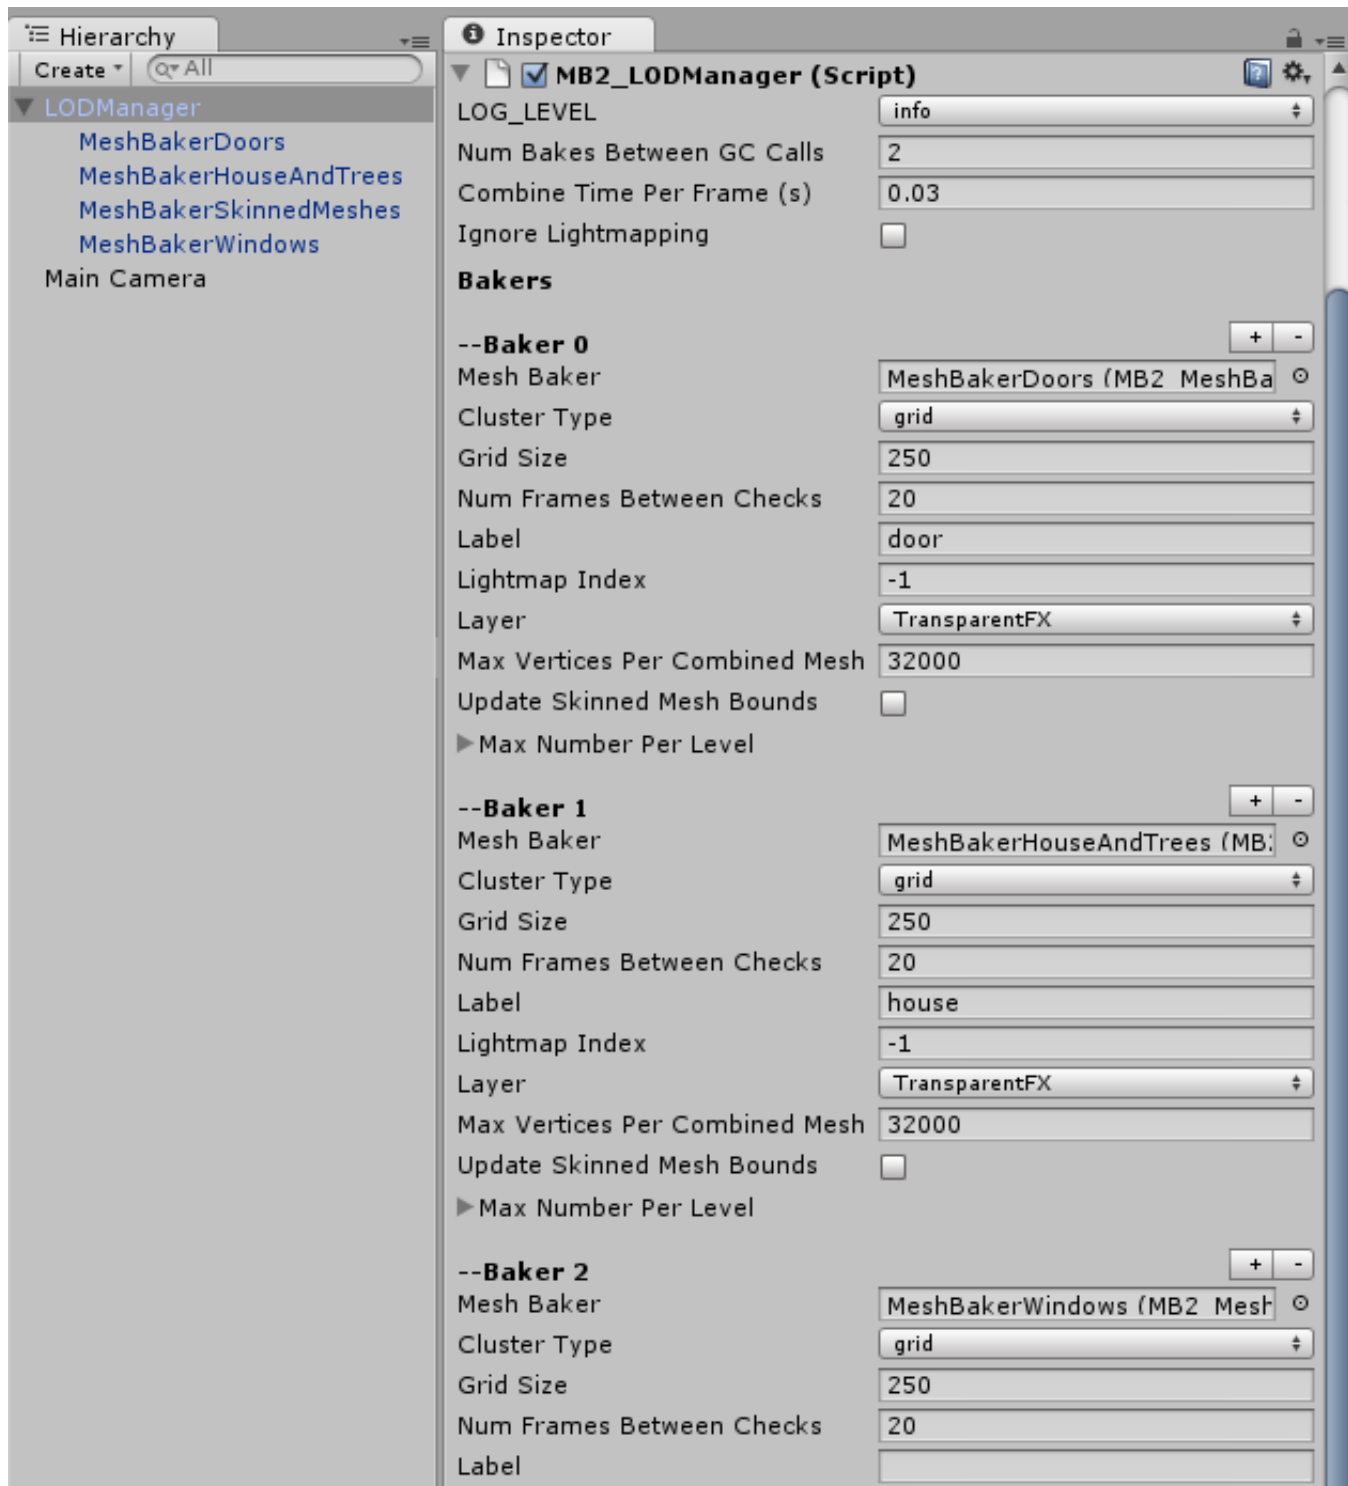 Hierarchy
Create
All
LODManager
MeshBakerDoors
MeshBakerHouseAndTrees
MeshBakerSkinnedMeshes
MeshBakerWindows
Main Camera
Inspector
MB2_LODManager (Script)
LOG_LEVEL info
Num Bakes Between GC Calls 2
Combine Time Per Frame (s) 0.03
Ignore Lightmapping
Bakers
--Baker 0 + -
Mesh Baker MeshBakerDoors (MB2_MeshBa
Cluster Type grid
Grid Size 250
Num Frames Between Checks 20
Label door
Lightmap Index -1
Layer TransparentFX
Max Vertices Per Combined Mesh 32000
Update Skinned Mesh Bounds
Max Number Per Level
--Baker 1 + -
Mesh Baker MeshBakerHouseAndTrees (MB
Cluster Type grid
Grid Size 250
Num Frames Between Checks 20
Label house
Lightmap Index -1
Layer TransparentFX
Max Vertices Per Combined Mesh 32000
Update Skinned Mesh Bounds
Max Number Per Level
--Baker 2 + -
Mesh Baker MeshBakerWindows (MB2_Mesh
Cluster Type grid
Grid Size 250
Num Frames Between Checks 20
Label